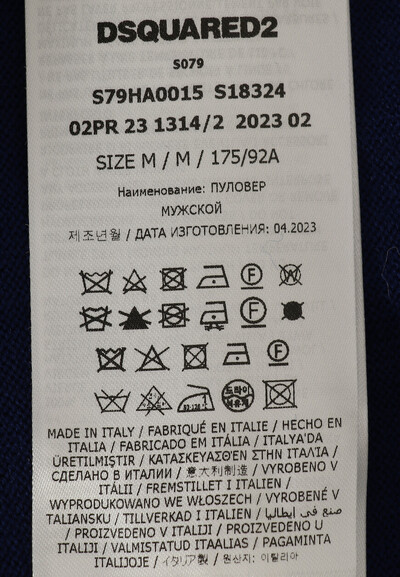 DSQUARED2
S079
S79HA0015 S18324
02PR 23 1314/2 2023 02
SIZE M / M / 175/92A
Наименование: ПУЛОВЕР
МУЖСКОЙ
제조년월 / ДАТА ИЗГОТОВЛЕНИЯ: 04.2023
F W
F
F
드라이
MADE IN ITALY / FABRIQUÉ EN ITALIE / HECHO EN
ITALIA / FABRICADO EM ITÁLIA / ITALYA'DA
ÜRETILMIŞTIR / ΚΑΤΑΣΚΕΥΑΣΘΕΝ ΣΤΗΝ ΙΤΑΛΊΑ /
СДЕЛАНО В ИТАЛИИ / 意大利制造 / VYROBENO V
ITÁLII / FREMSTILLET I ITALIEN /
WYPRODUKOWANO WE WŁOSZECH / VYROBENÉ V
TALIANSKU / TILLVERKAD I ITALIEN / صنع في إيطاليا
/ PROIZVEDENO V ITALIJI / PROIZVEDENO U
ITALIJI / VALMISTATUD ITAALIAS / PAGAMINTA
ITALIJOJE / イタリア製 / 원산지: 이탈리아